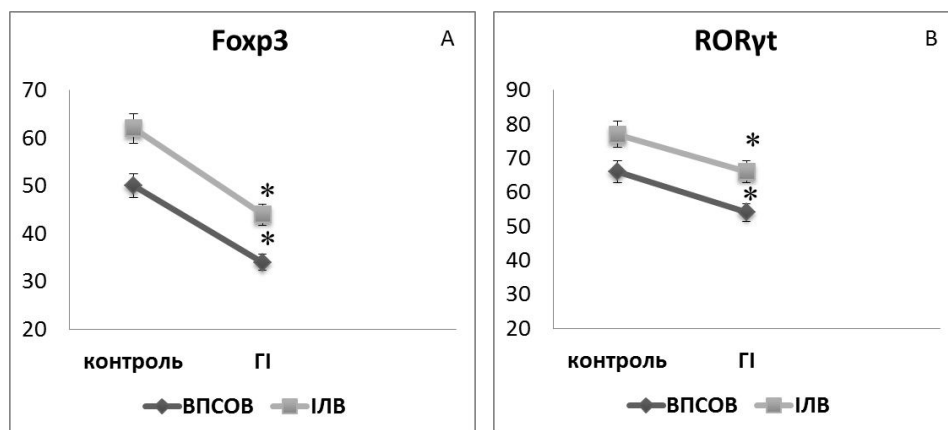 Foxp3
A
70
60
50
40
30
20
*
*
контроль
ГІ
ВПСОВ
ІЛВ
RORγt
B
90
80
70
60
50
40
30
20
*
*
контроль
ГІ
ВПСОВ
ІЛВ